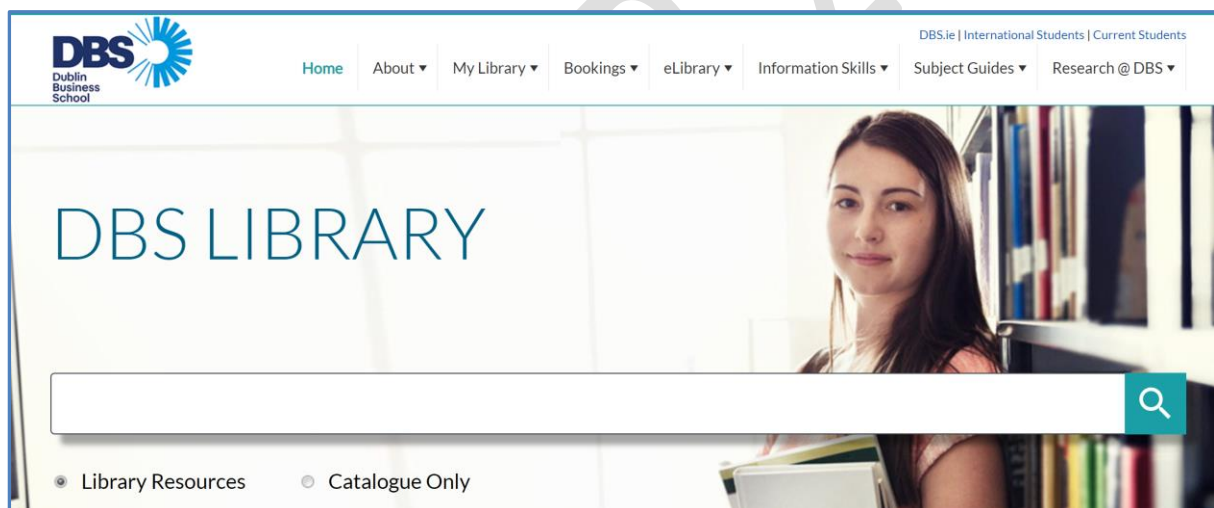 DBS.ie | International Students | Current Students
DBS
Dublin
Business
School
Home About ▾ My Library ▾ Bookings ▾ eLibrary ▾ Information Skills ▾ Subject Guides ▾ Research @ DBS ▾
DBS LIBRARY
Library Resources Catalogue Only